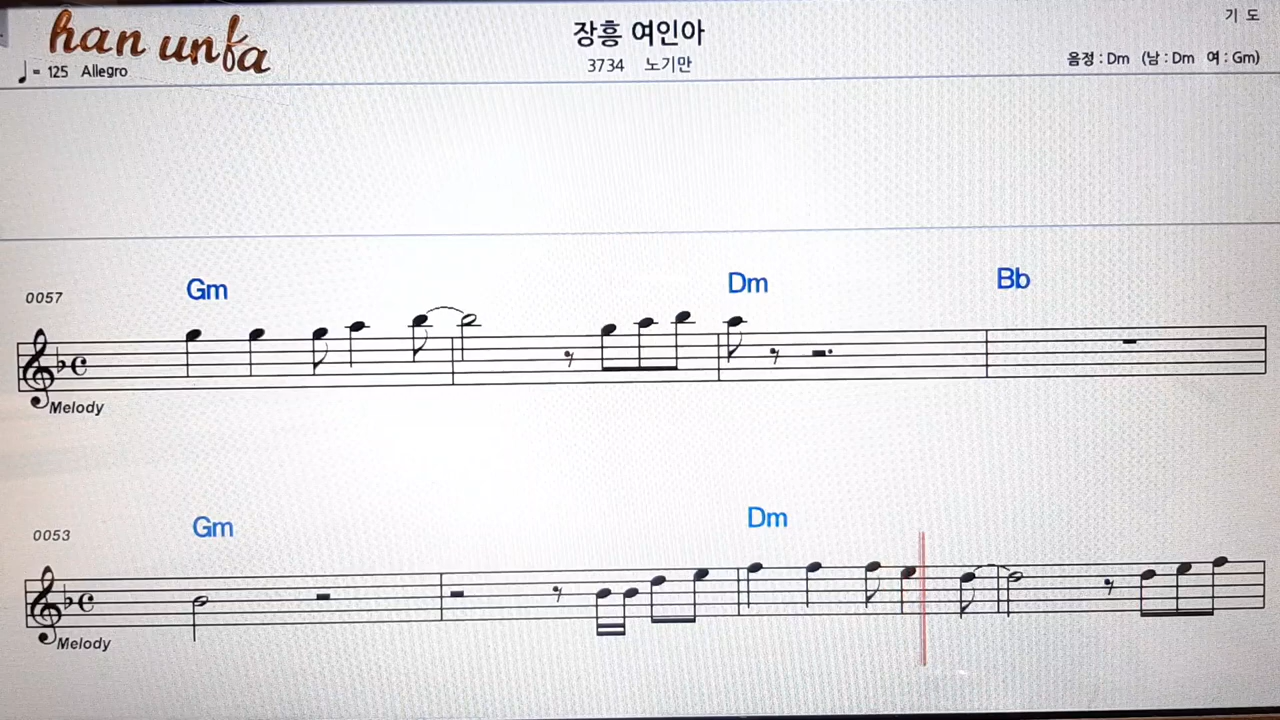 han unfa
장흥 여인아
기 도
♩ = 125 Allegro
3734 노기만
음정 : Dm (남 : Dm 여 : Gm)
Gm Dm Bb
0057
Melody
Gm Dm
0053
Melody